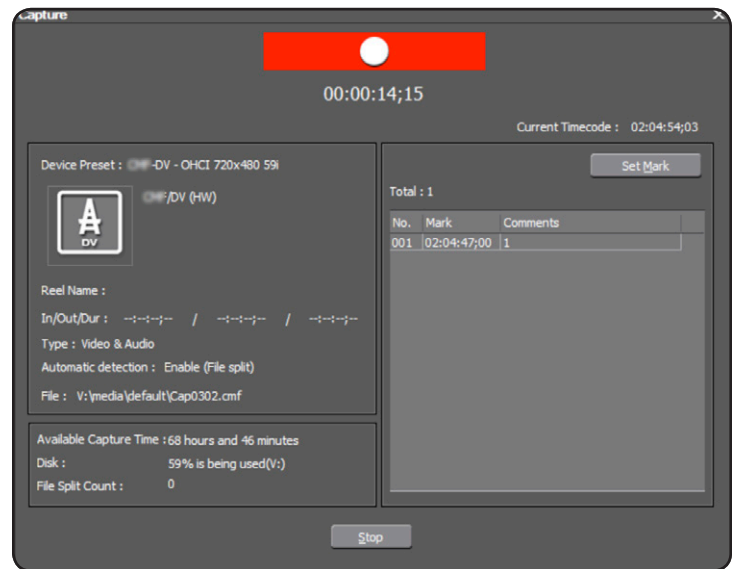 Capture
00:00:14;15
Current Timecode : 02:04:54;03
Device Preset : -DV - OHCI 720x480 59i
/DV (HW)
DV
Reel Name :
In/Out/Dur : --:--:--;-- / --:--:--;-- / --:--:--;--
Type : Video & Audio
Automatic detection : Enable (File split)
File : V:\media\default\Cap0302.cmf
Available Capture Time : 68 hours and 46 minutes
Disk : 59% is being used(V:)
File Split Count : 0
Set Mark
Total : 1
No. Mark Comments
001 02:04:47;00 1
Stop